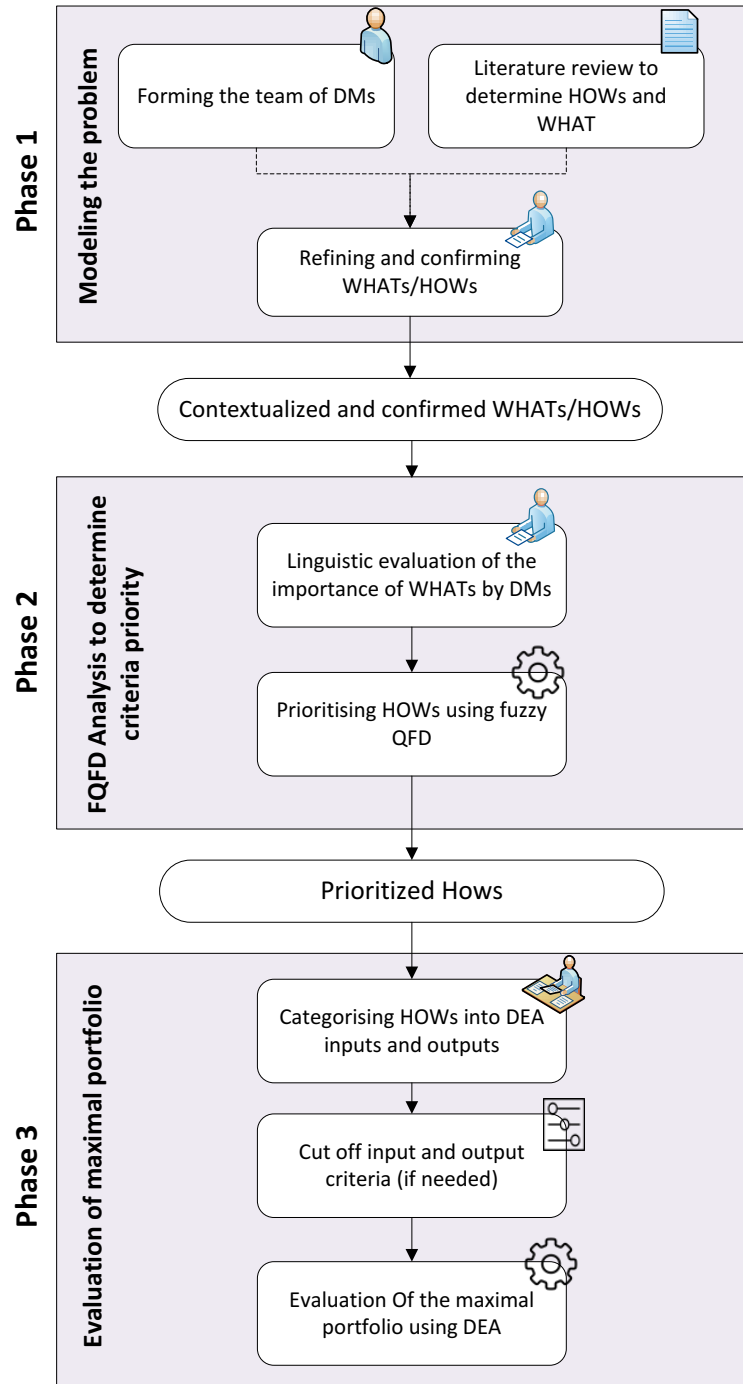 Phase 1
Modeling the problem
Forming the team of DMs
Literature review to
determine HOWs and
WHAT
Refining and confirming
WHATs/HOWs
Contextualized and confirmed WHATs/HOWs
Phase 2
FQFD Analysis to determine
criteria priority
Linguistic evaluation of the
importance of WHATs by DMs
Prioritising HOWs using fuzzy
QFD
Prioritized Hows
Phase 3
Evaluation of maximal portfolio
Categorising HOWs into DEA
inputs and outputs
Cut off input and output
criteria (if needed)
Evaluation Of the maximal
portfolio using DEA